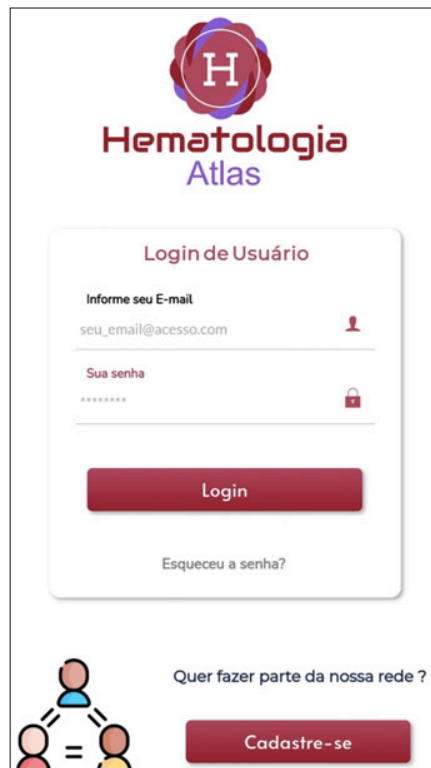 H
Hematologia
Atlas
Login de Usuário
Informe seu E-mail
seu_email@acesso.com
Sua senha
********
Login
Esqueceu a senha?
Quer fazer parte da nossa rede ?
=
Cadastre-se